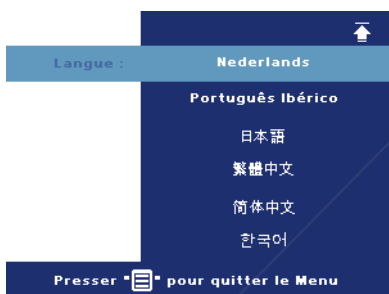 Langue : Nederlands
Português Ibérico
日本語
繁體中文
简体中文
한국어
Presser "" pour quitter le Menu